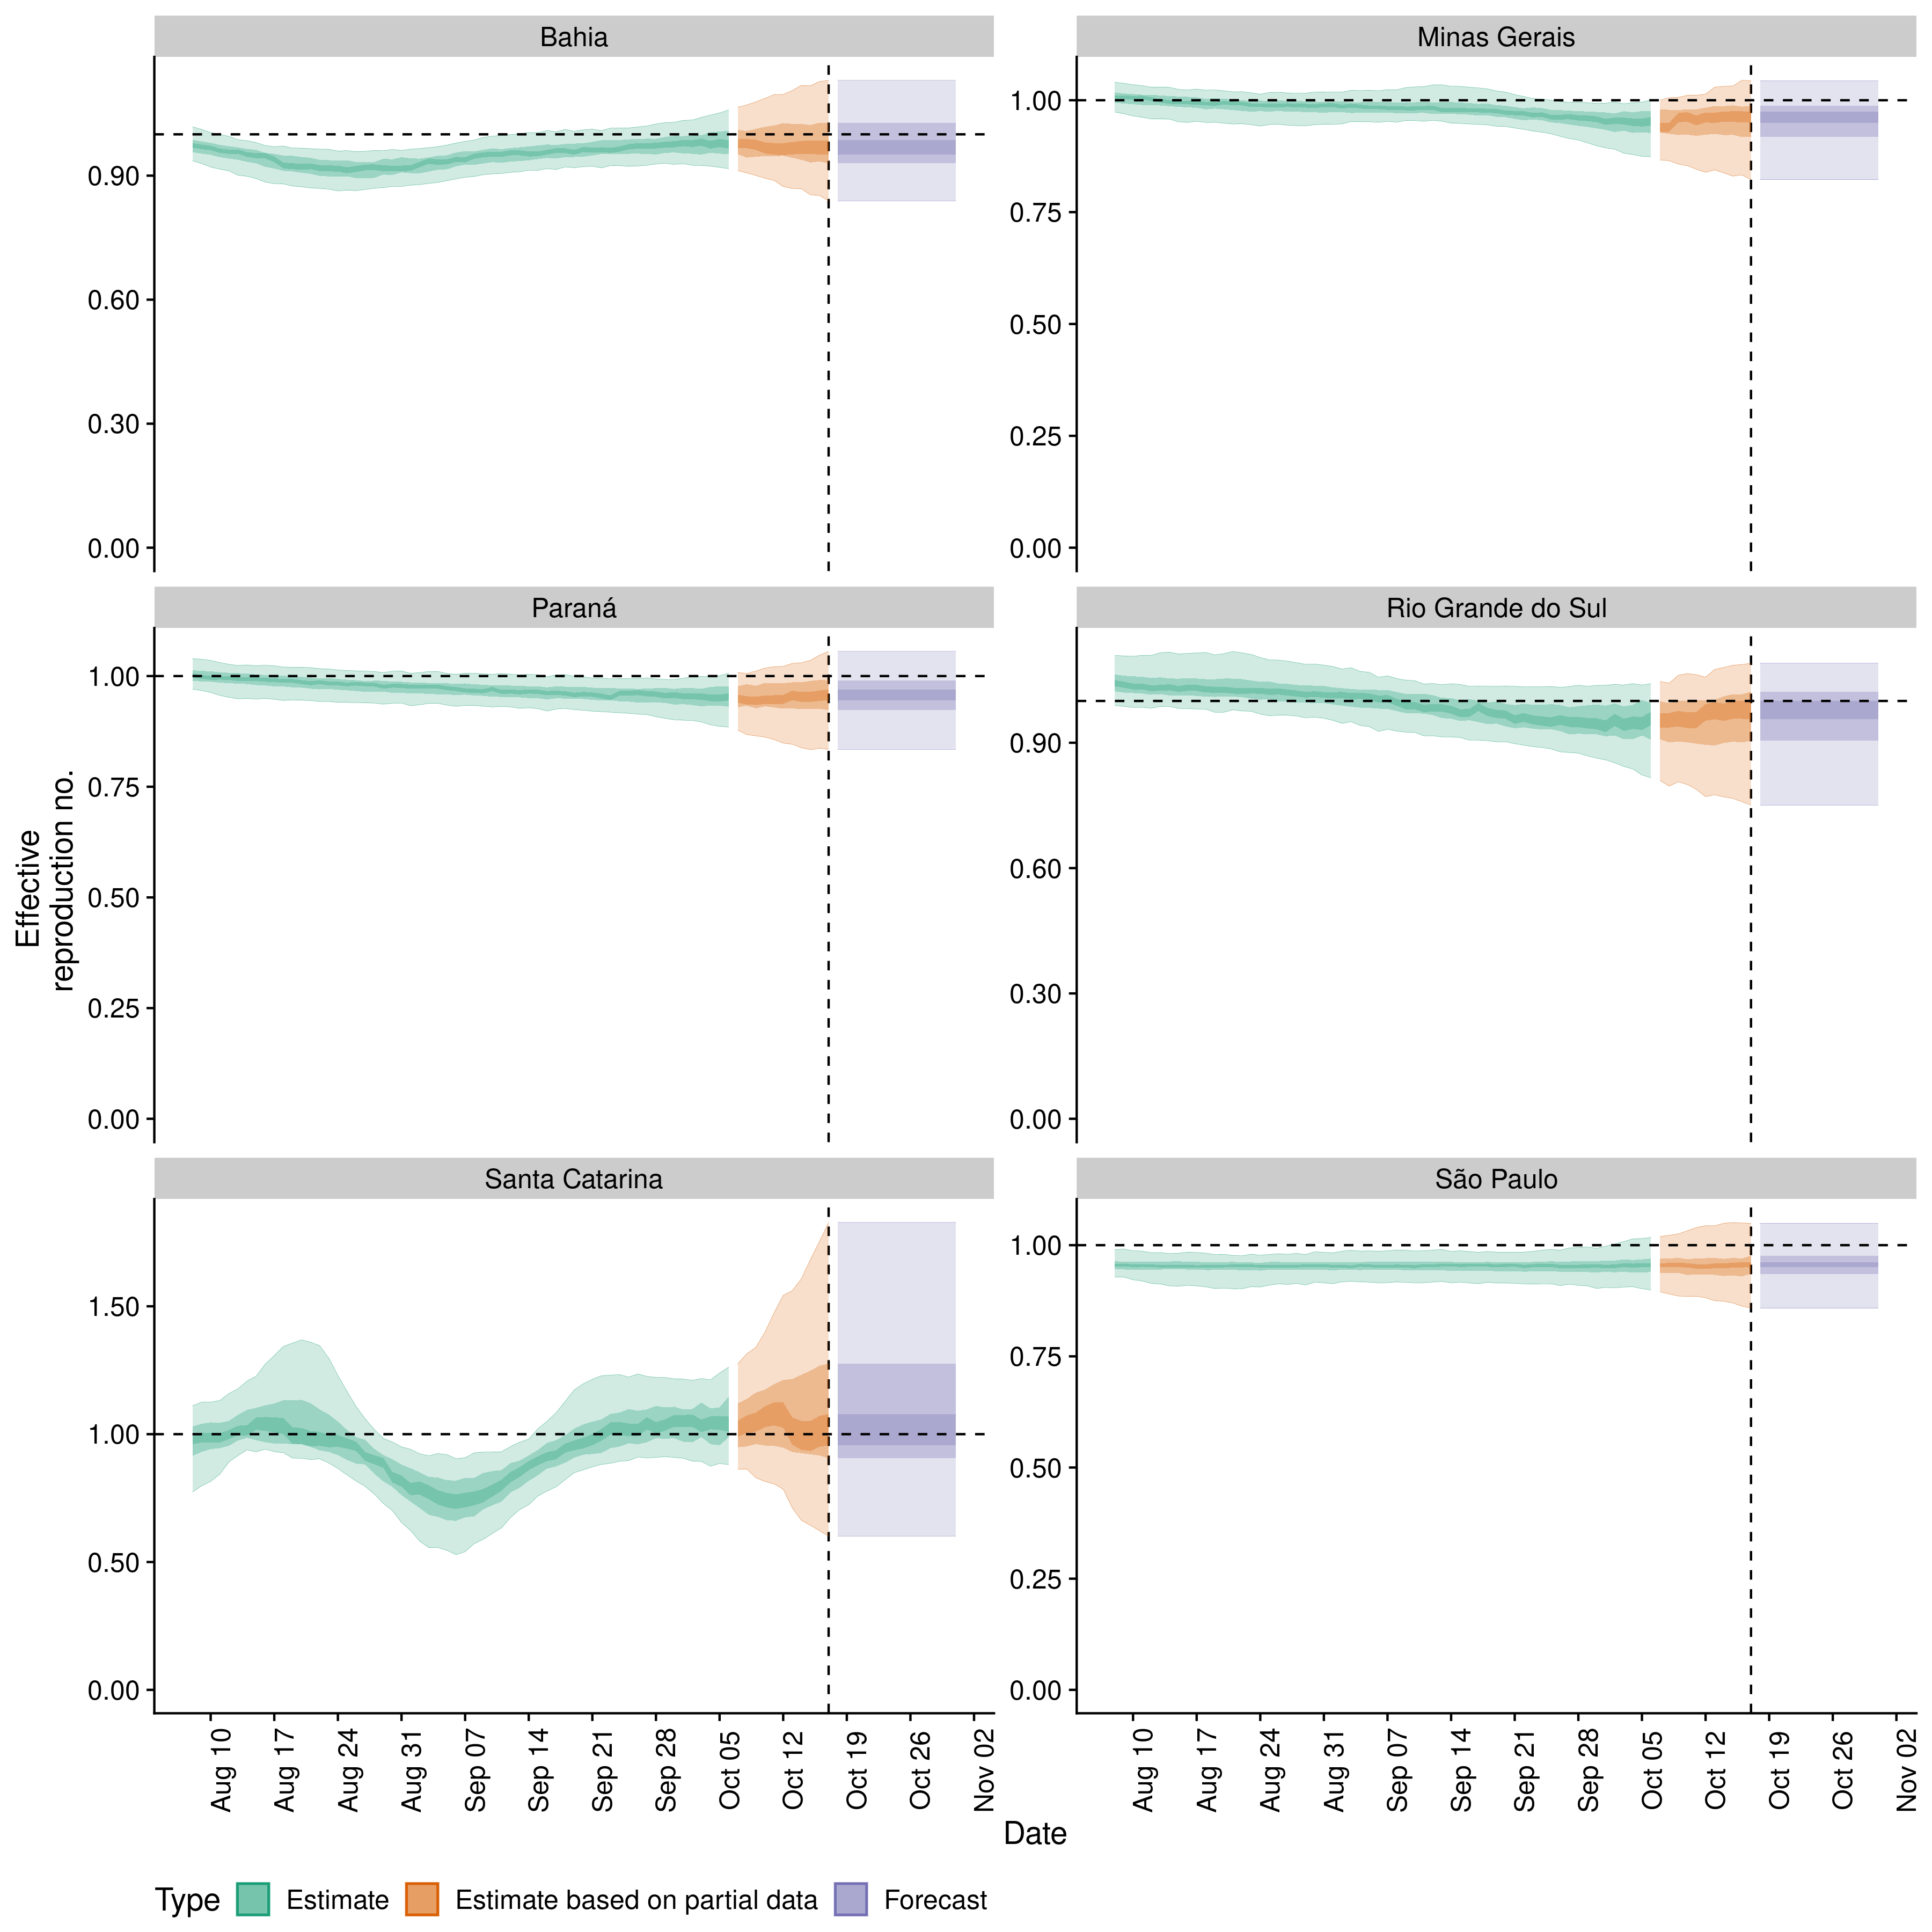 Bahia
Minas Gerais
0.90
0.60
0.30
0.00
1.00
0.75
0.50
0.25
0.00
Paraná
Rio Grande do Sul
1.00
0.75
0.50
0.25
0.00
0.90
0.60
0.30
0.00
Effective
reproduction no.
Santa Catarina
São Paulo
1.50
1.00
0.50
0.00
1.00
0.75
0.50
0.25
0.00
Aug 10
Aug 17
Aug 24
Aug 31
Sep 07
Sep 14
Sep 21
Sep 28
Oct 05
Oct 12
Oct 19
Oct 26
Nov 02
Aug 10
Aug 17
Aug 24
Aug 31
Sep 07
Sep 14
Sep 21
Sep 28
Oct 05
Oct 12
Oct 19
Oct 26
Nov 02
Date
Type Estimate Estimate based on partial data Forecast